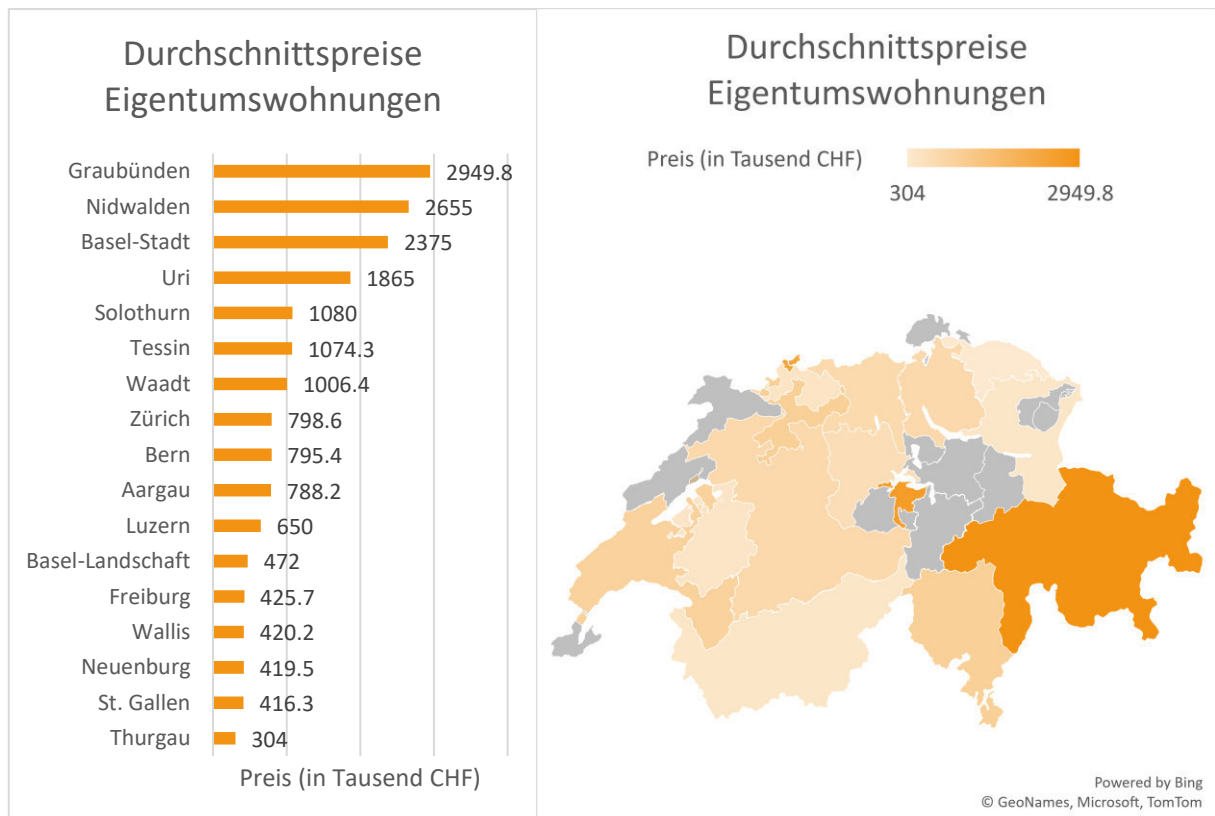 Durchschnittspreise
Eigentumswohnungen
Graubünden 2949.8
Nidwalden 2655
Basel-Stadt 2375
Uri 1865
Solothurn 1080
Tessin 1074.3
Waadt 1006.4
Zürich 798.6
Bern 795.4
Aargau 788.2
Luzern 650
Basel-Landschaft 472
Freiburg 425.7
Wallis 420.2
Neuenburg 419.5
St. Gallen 416.3
Thurgau 304
Preis (in Tausend CHF)
Durchschnittspreise
Eigentumswohnungen
Preis (in Tausend CHF)
304 2949.8
Powered by Bing
© GeoNames, Microsoft, TomTom